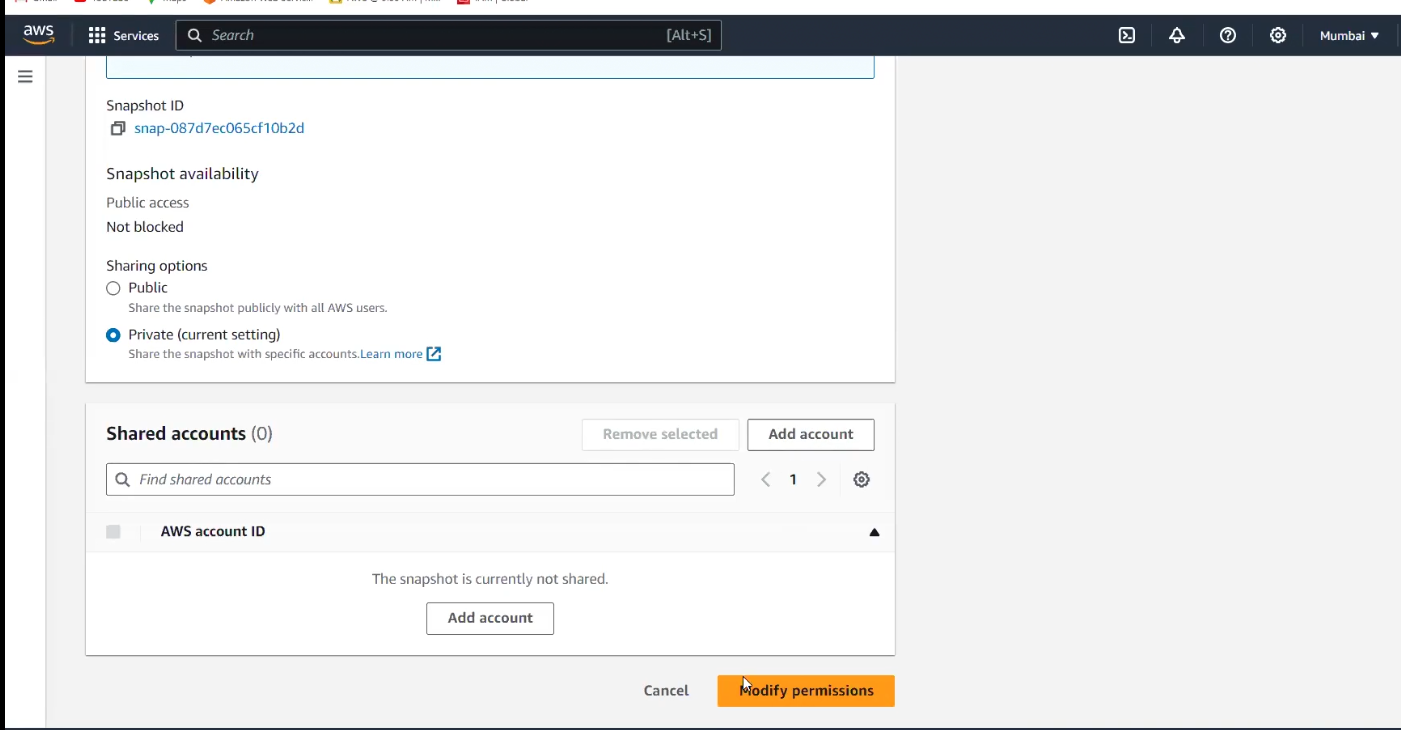 aws Services Search [Alt+S] Mumbai
Snapshot ID
snap-087d7ec065cf10b2d
Snapshot availability
Public access
Not blocked
Sharing options
Public
Share the snapshot publicly with all AWS users.
Private (current setting)
Share the snapshot with specific accounts.Learn more
Shared accounts (0) Remove selected Add account
Find shared accounts 1
AWS account ID
The snapshot is currently not shared.
Add account
Cancel Modify permissions